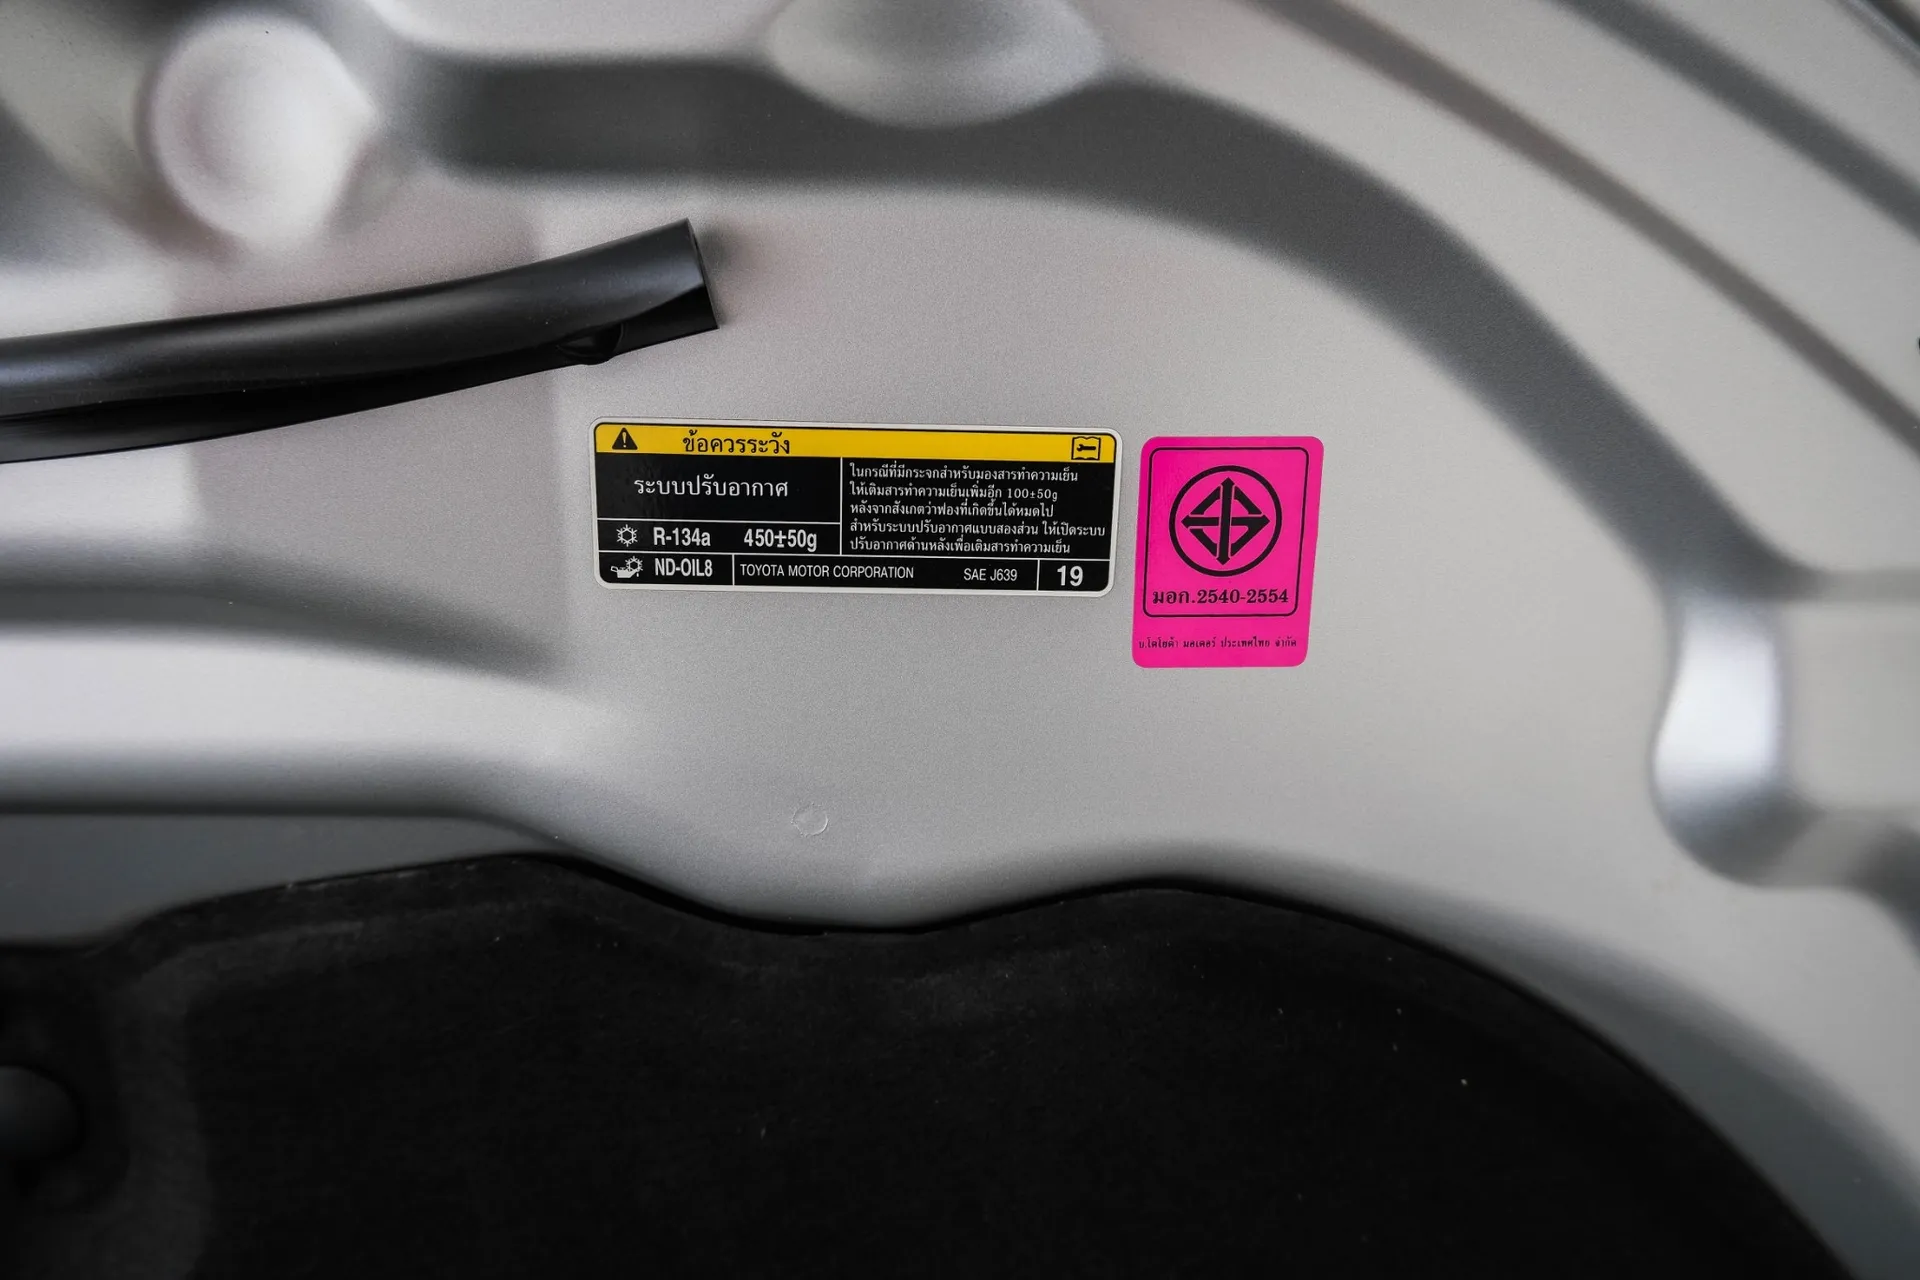 ข้อควรระวัง
ระบบปรับอากาศ
R-134a 450±50g
ในกรณีที่มีกระจกสำหรับมองสารทำความเย็น
ให้เติมสารทำความเย็นเพิ่มอีก 100±50g
หลังจากสังเกตว่าฟองที่เกิดขึ้นได้หมดไป
สำหรับระบบปรับอากาศแบบสองส่วน ให้เปิดระบบ
ปรับอากาศด้านหลังเพื่อเติมสารทำความเย็น
ND-OIL8 TOYOTA MOTOR CORPORATION SAE J639 19
มอก.2540-2554
บ.โตโยต้า มอเตอร์ ประเทศไทย จำกัด